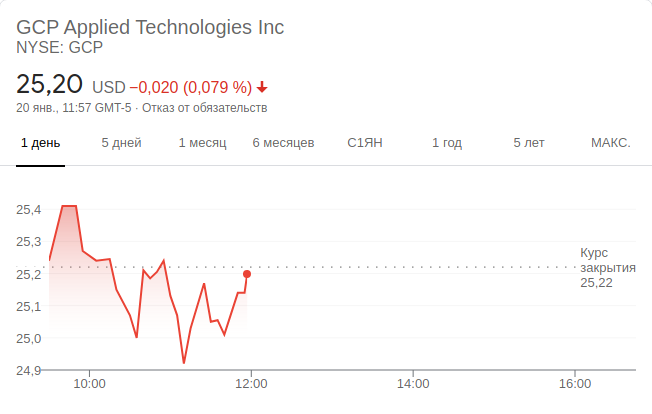 GCP Applied Technologies Inc
NYSE: GCP
25,20 USD −0,020 (0,079 %)
20 янв., 11:57 GMT-5 · Отказ от обязательств
1 день 5 дней 1 месяц 6 месяцев С1ЯН 1 год 5 лет МАКС.
25,4
25,3
25,2
25,1
25,0
24,9
Курс
закрытия
25,22
10:00 12:00 14:00 16:00